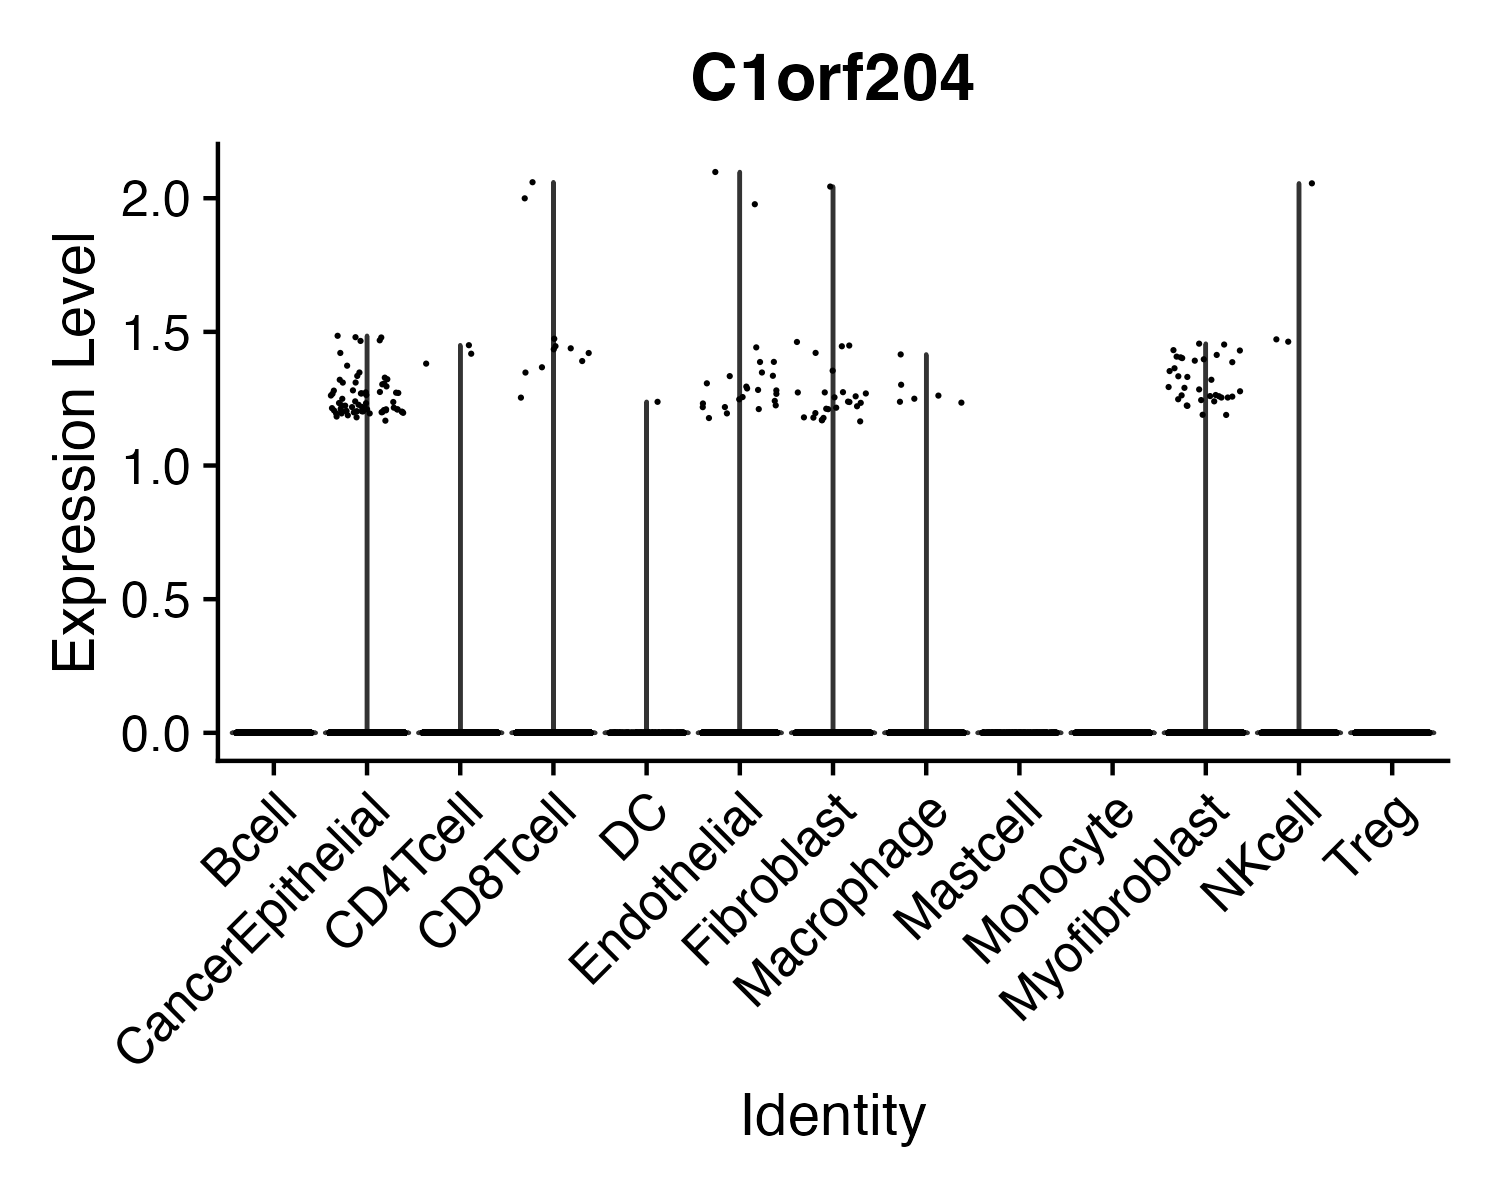 C1orf204
Expression Level
2.0
1.5
1.0
0.5
0.0
Bcell
CancerEpithelial
CD4Tcell
CD8Tcell
DC
Endothelial
Fibroblast
Macrophage
Mastcell
Monocyte
Myofibroblast
NKcell
Treg
Identity